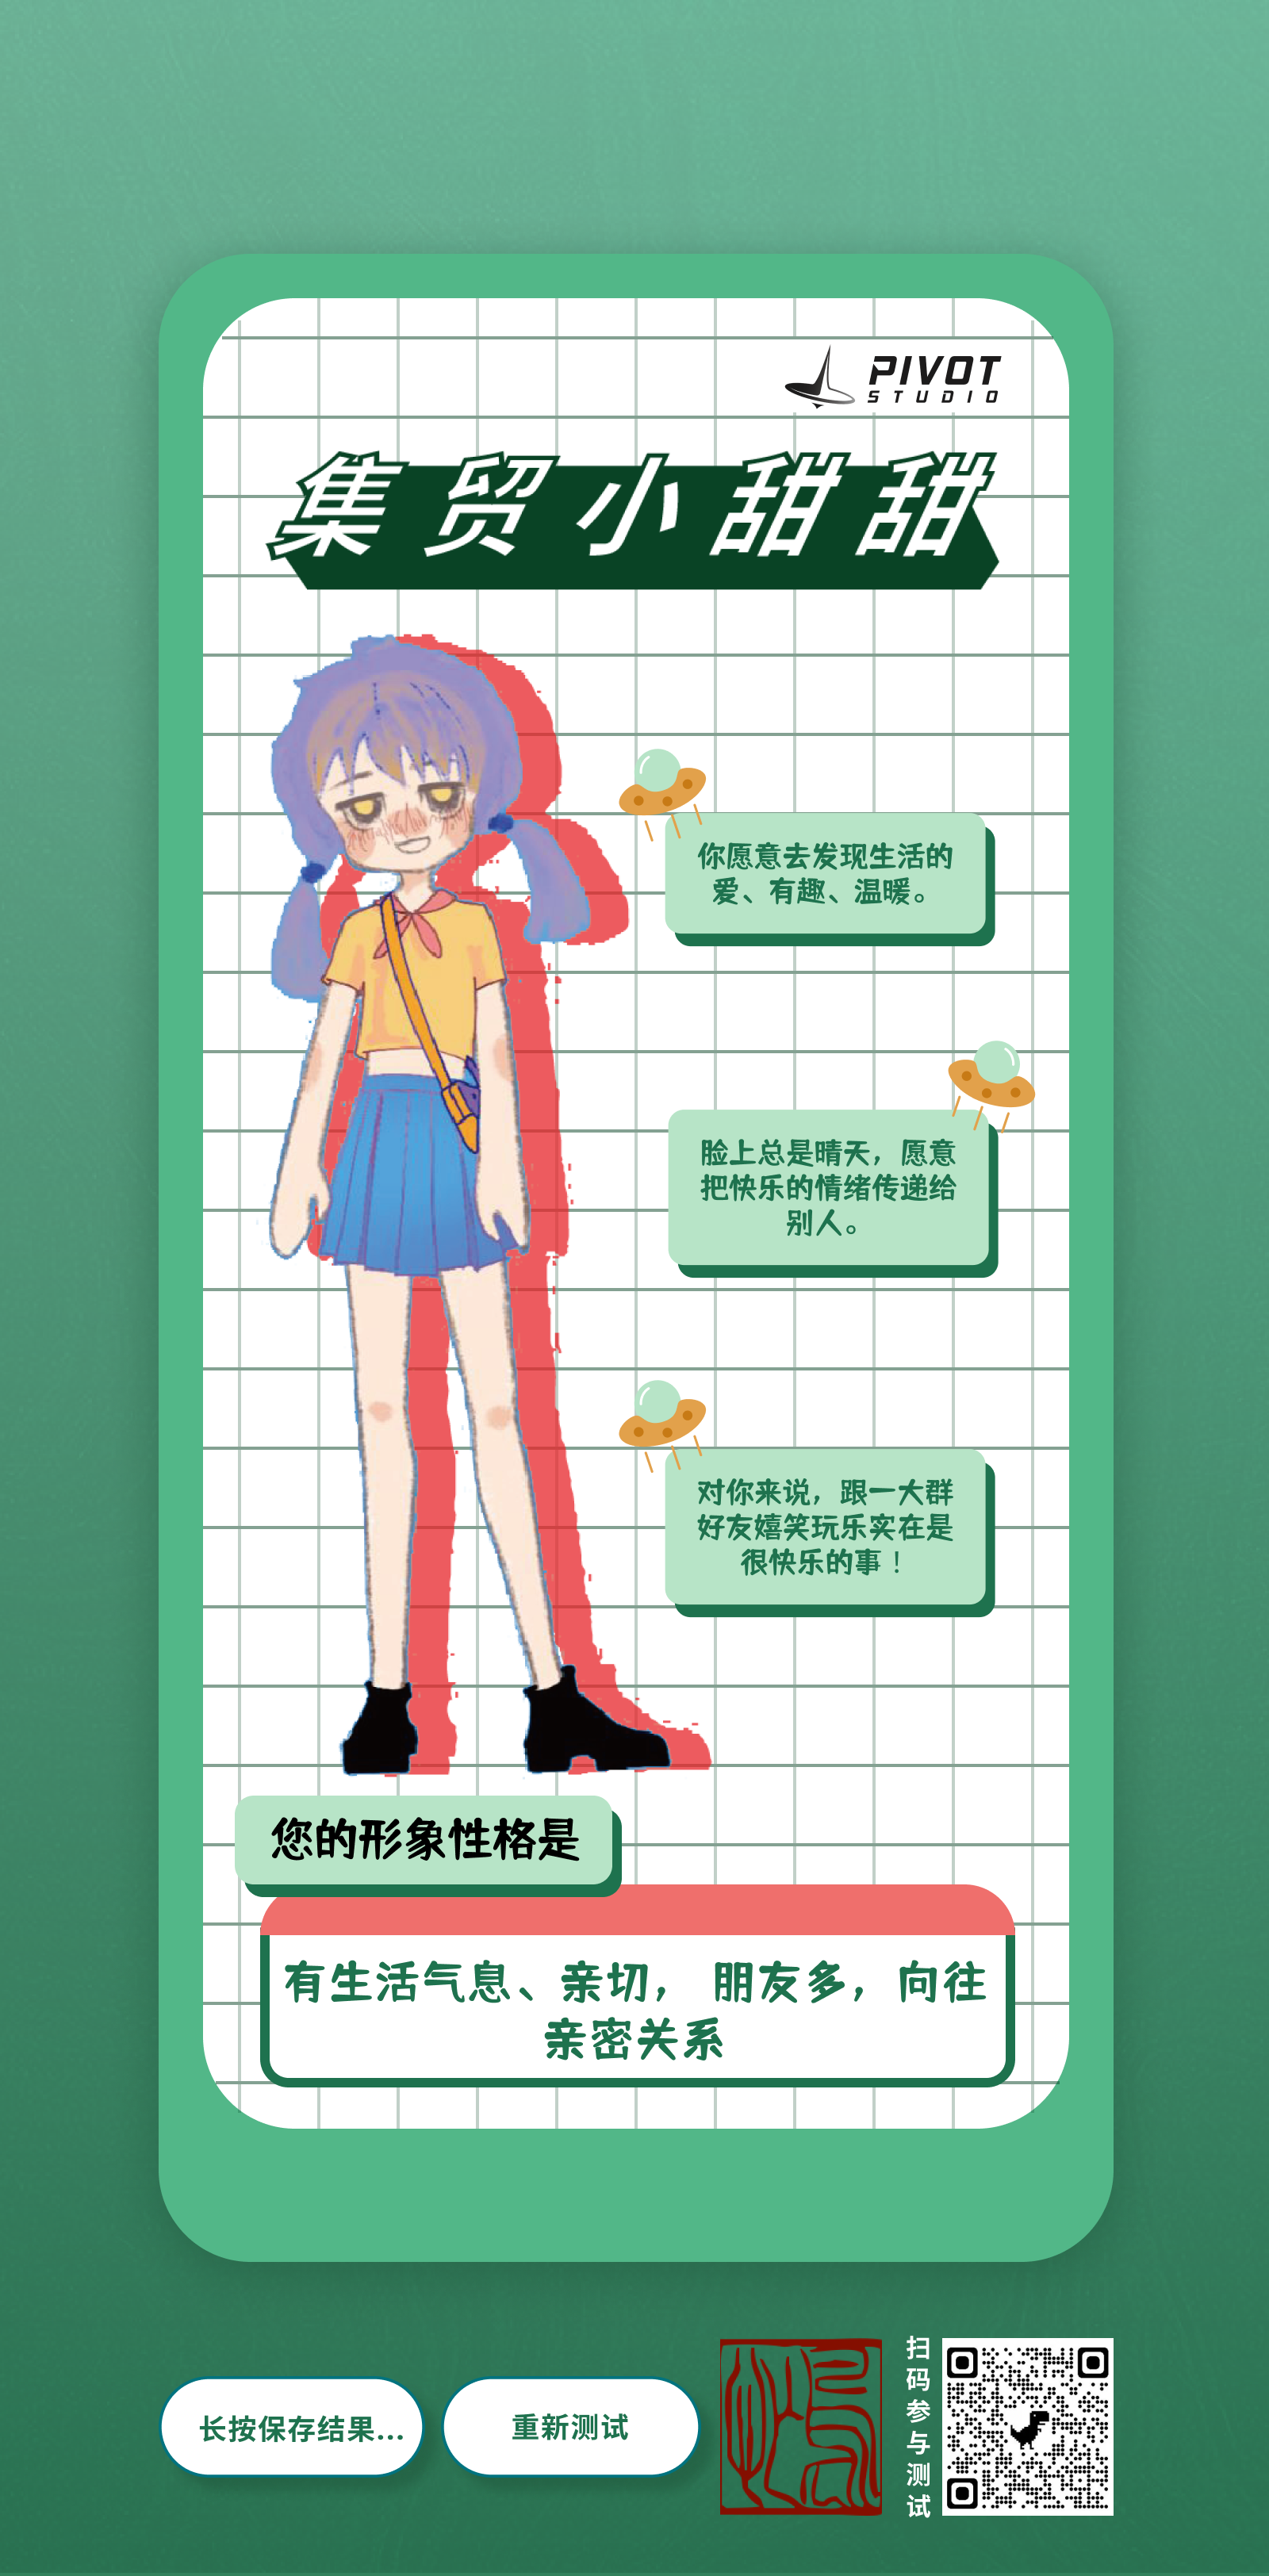 PIVOT
STUDIO
集贸小甜甜
你愿意去发现生活的
爱、有趣、温暖。
脸上总是晴天，愿意
把快乐的情绪传递给
别人。
对你来说，跟一大群
好友嬉笑玩乐实在是
很快乐的事！
您的形象性格是
有生活气息、亲切， 朋友多，向往
亲密关系
长按保存结果...
重新测试
扫码参与测试